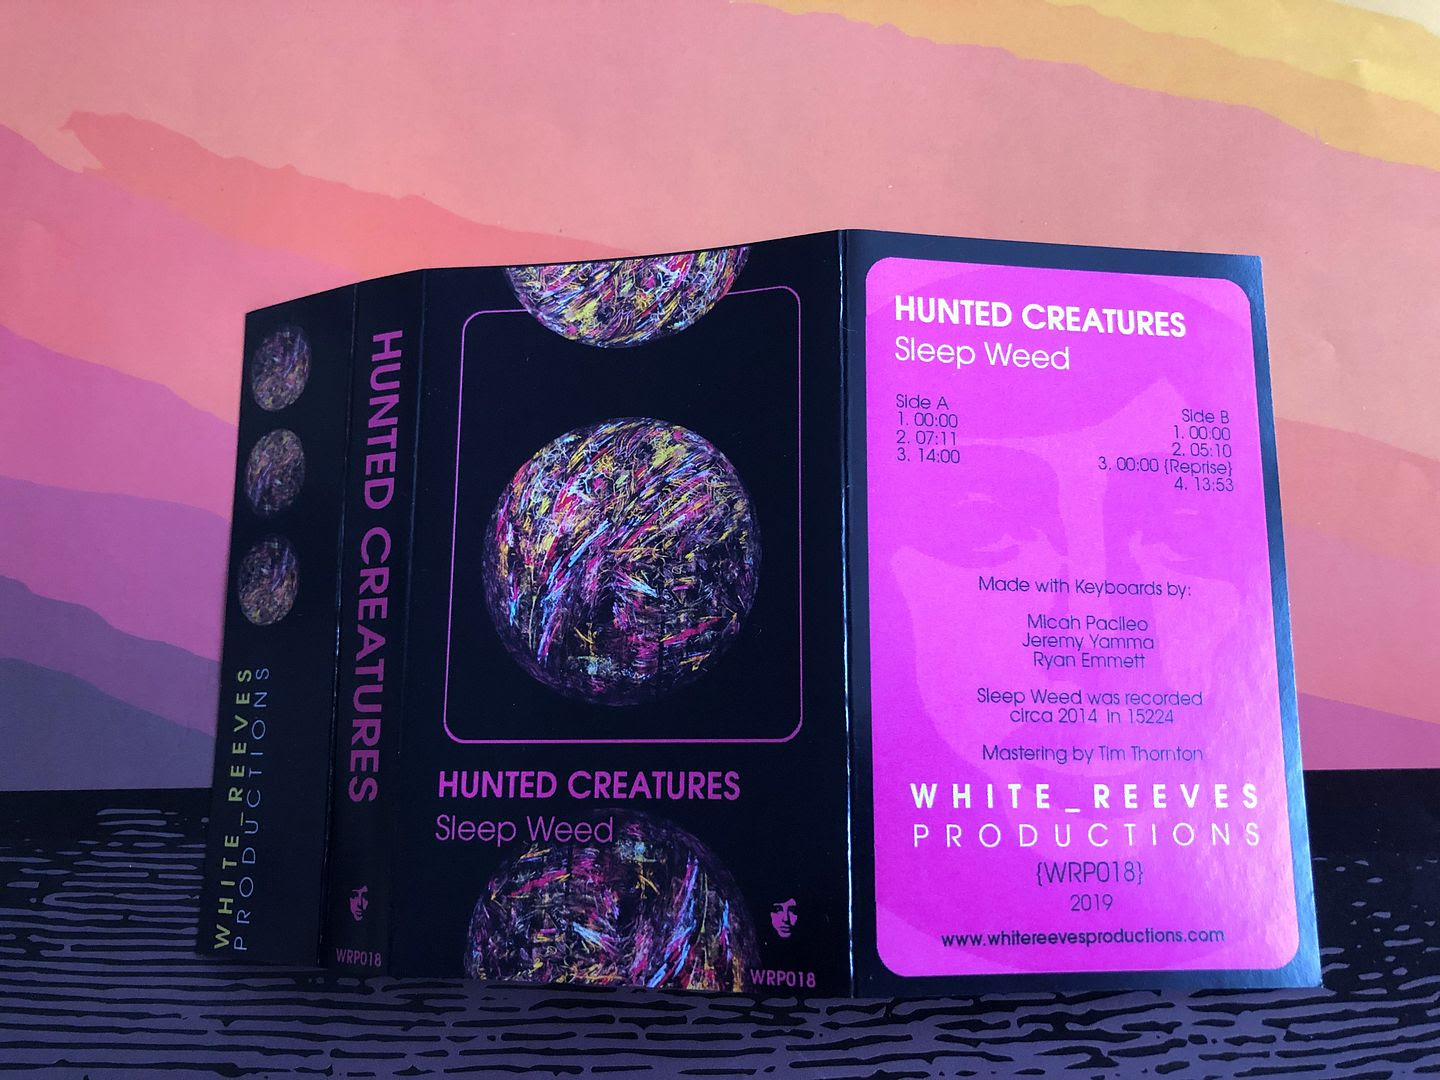 WHITE_REEVES
PRODUCTIONS
HUNTED CREATURES
WRP018
HUNTED CREATURES
Sleep Weed
WRP018
HUNTED CREATURES
Sleep Weed
Side A
1. 00:00
2. 07:11
3. 14:00
Side B
1. 00:00
2. 05:10
3. 00:00 {Reprise}
4. 13:53
Made with Keyboards by:
Micah Pacileo
Jeremy Yamma
Ryan Emmett
Sleep Weed was recorded
circa 2014 in 15224
Mastering by Tim Thornton
WHITE_REEVES
PRODUCTIONS
{WRP018}
2019
www.whitereevesproductions.com